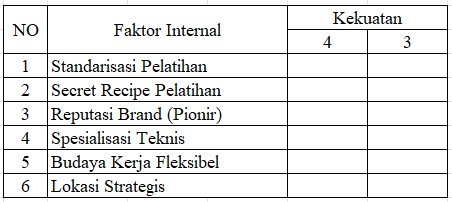 NO Faktor Internal Kekuatan
4 3
1 Standarisasi Pelatihan
2 Secret Recipe Pelatihan
3 Reputasi Brand (Pionir)
4 Spesialisasi Teknis
5 Budaya Kerja Fleksibel
6 Lokasi Strategis